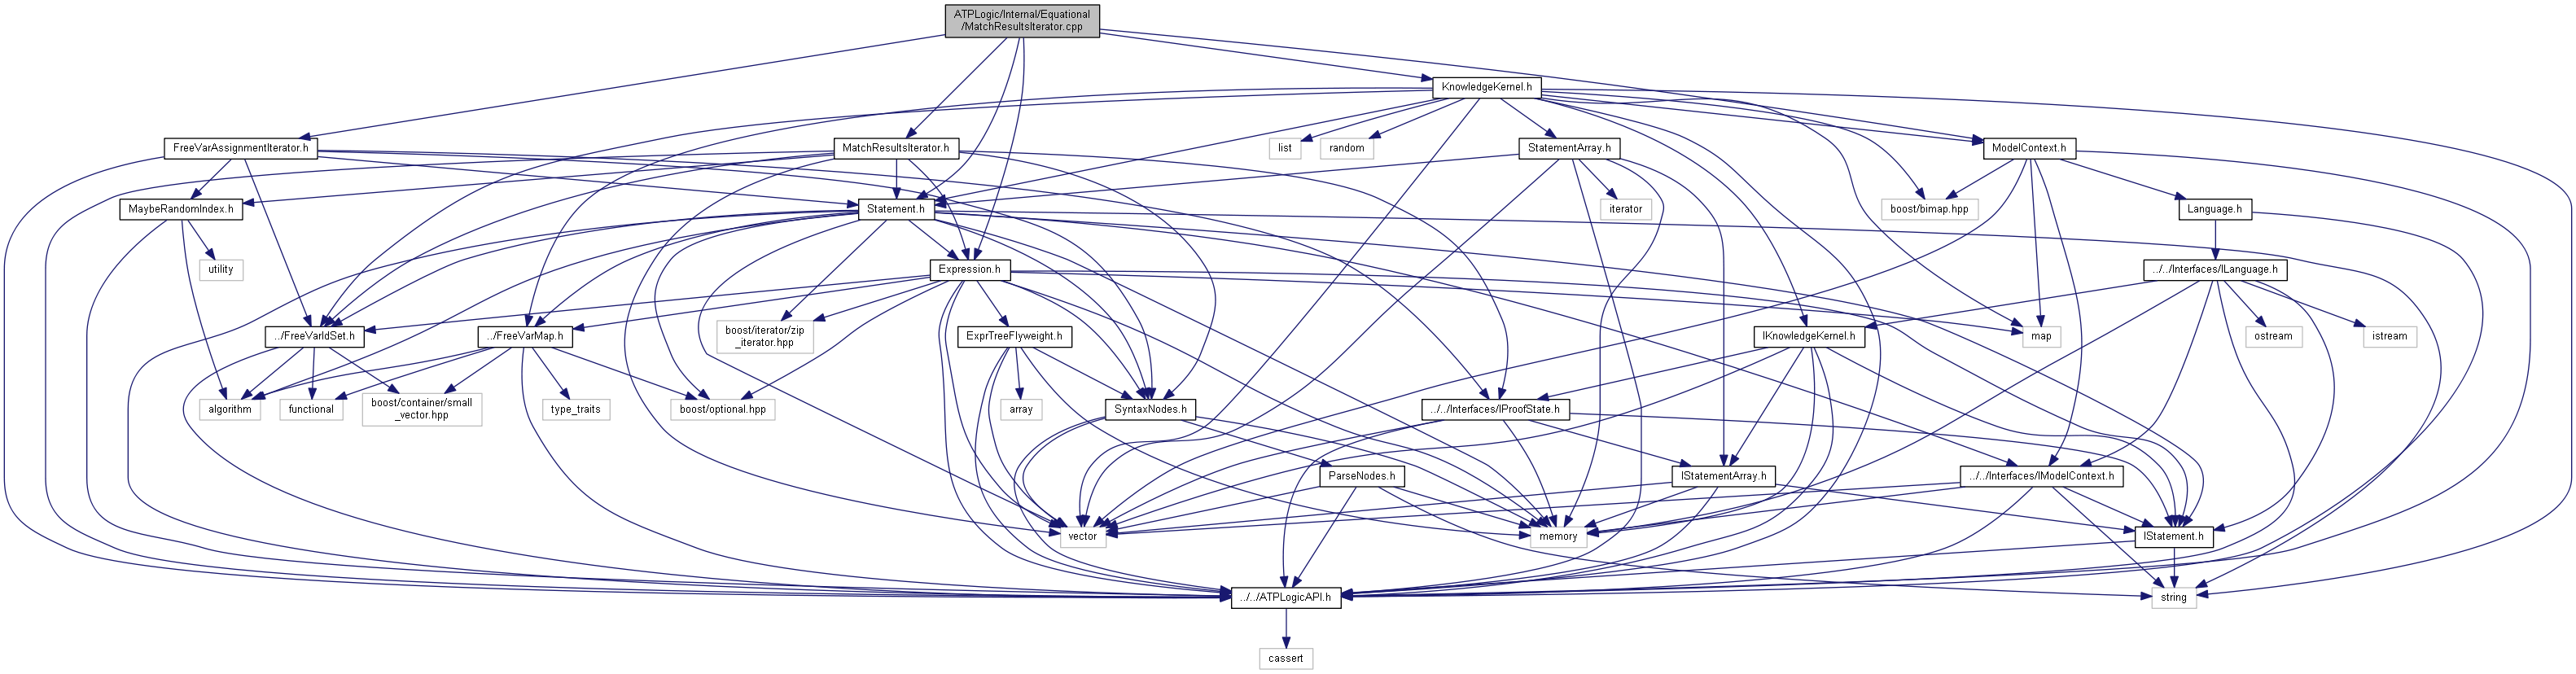 ATPLogic/Internal/Equational
/MatchResultsIterator.cpp
KnowledgeKernel.h
FreeVarAssignmentIterator.h
MatchResultsIterator.h
list
random
StatementArray.h
ModelContext.h
MaybeRandomIndex.h
Statement.h
iterator
boost/bimap.hpp
Language.h
utility
Expression.h
../../Interfaces/ILanguage.h
../FreeVarIdSet.h
../FreeVarMap.h
boost/iterator/zip
_iterator.hpp
ExprTreeFlyweight.h
IKnowledgeKernel.h
map
ostream
istream
algorithm
functional
boost/container/small
_vector.hpp
type_traits
boost/optional.hpp
array
SyntaxNodes.h
../../Interfaces/IProofState.h
ParseNodes.h
IStatementArray.h
../../Interfaces/IModelContext.h
vector
memory
IStatement.h
../../ATPLogicAPI.h
string
cassert